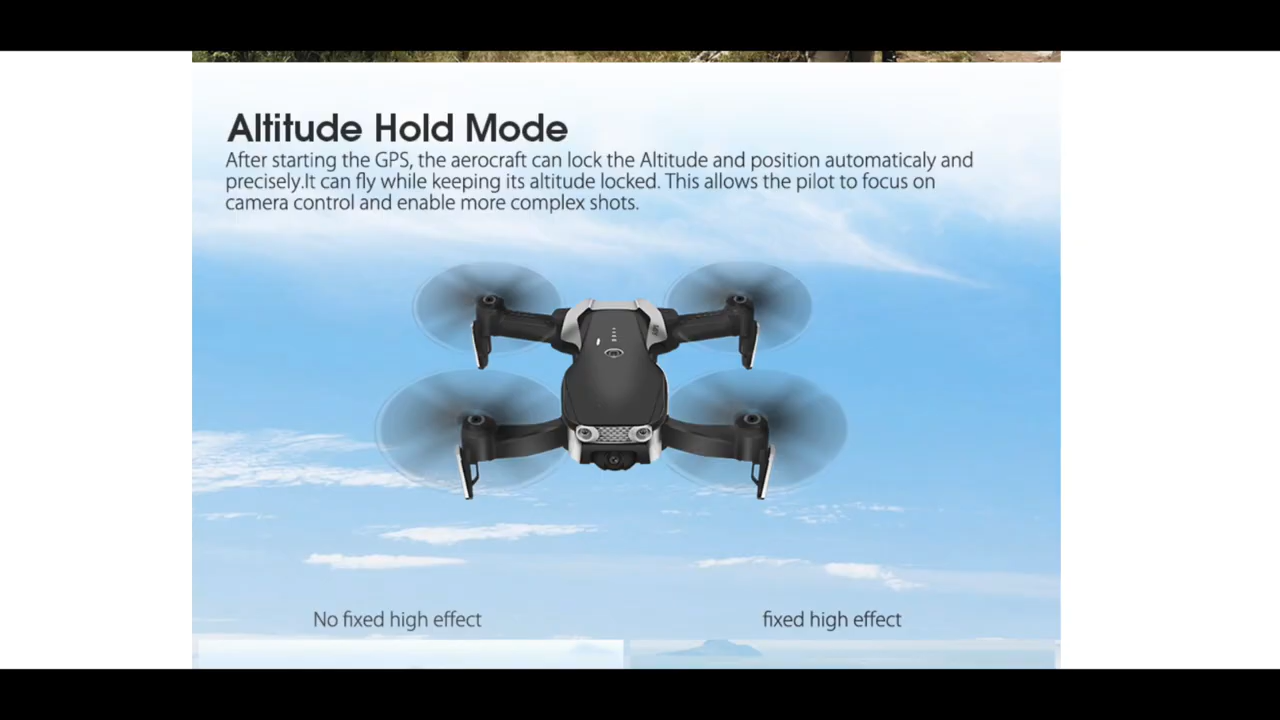 Altitude Hold Mode
After starting the GPS, the aerocraft can lock the Altitude and position automaticaly and
precisely.It can fly while keeping its altitude locked. This allows the pilot to focus on
camera control and enable more complex shots.
No fixed high effect
fixed high effect